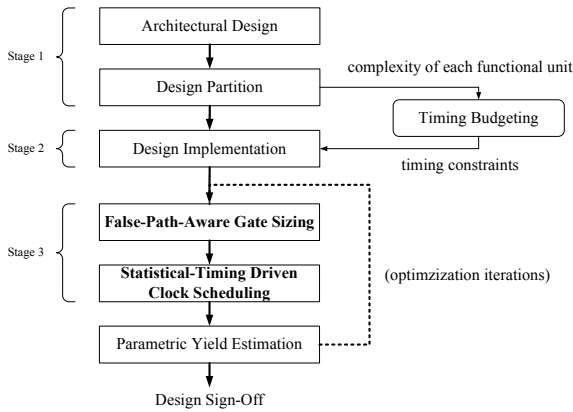 Architectural Design
Stage 1
complexity of each functional unit
Design Partition
Timing Budgeting
Stage 2
Design Implementation
timing constraints
False-Path-Aware Gate Sizing
Stage 3
Statistical-Timing Driven
Clock Scheduling
(optimzization iterations)
Parametric Yield Estimation
Design Sign-Off